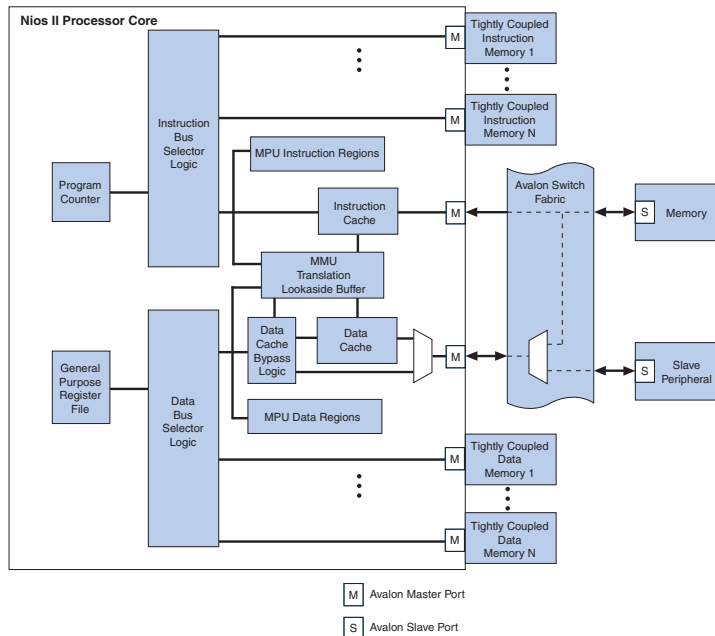 Nios II Processor Core
M
Tightly Coupled
Instruction
Memory 1
Instruction
Bus
Selector
Logic
M
Tightly Coupled
Instruction
Memory N
MPU Instruction Regions
Program
Counter
Avalon Switch
Fabric
Instruction
Cache
M
S
Memory
MMU
Translation
Lookaside Buffer
Data
Cache
Bypass
Logic
Data
Cache
M
S
Slave
Peripheral
General
Purpose
Register
File
Data
Bus
Selector
Logic
MPU Data Regions
M
Tightly Coupled
Data
Memory 1
M
Tightly Coupled
Data
Memory N
M
Avalon Master Port
S
Avalon Slave Port